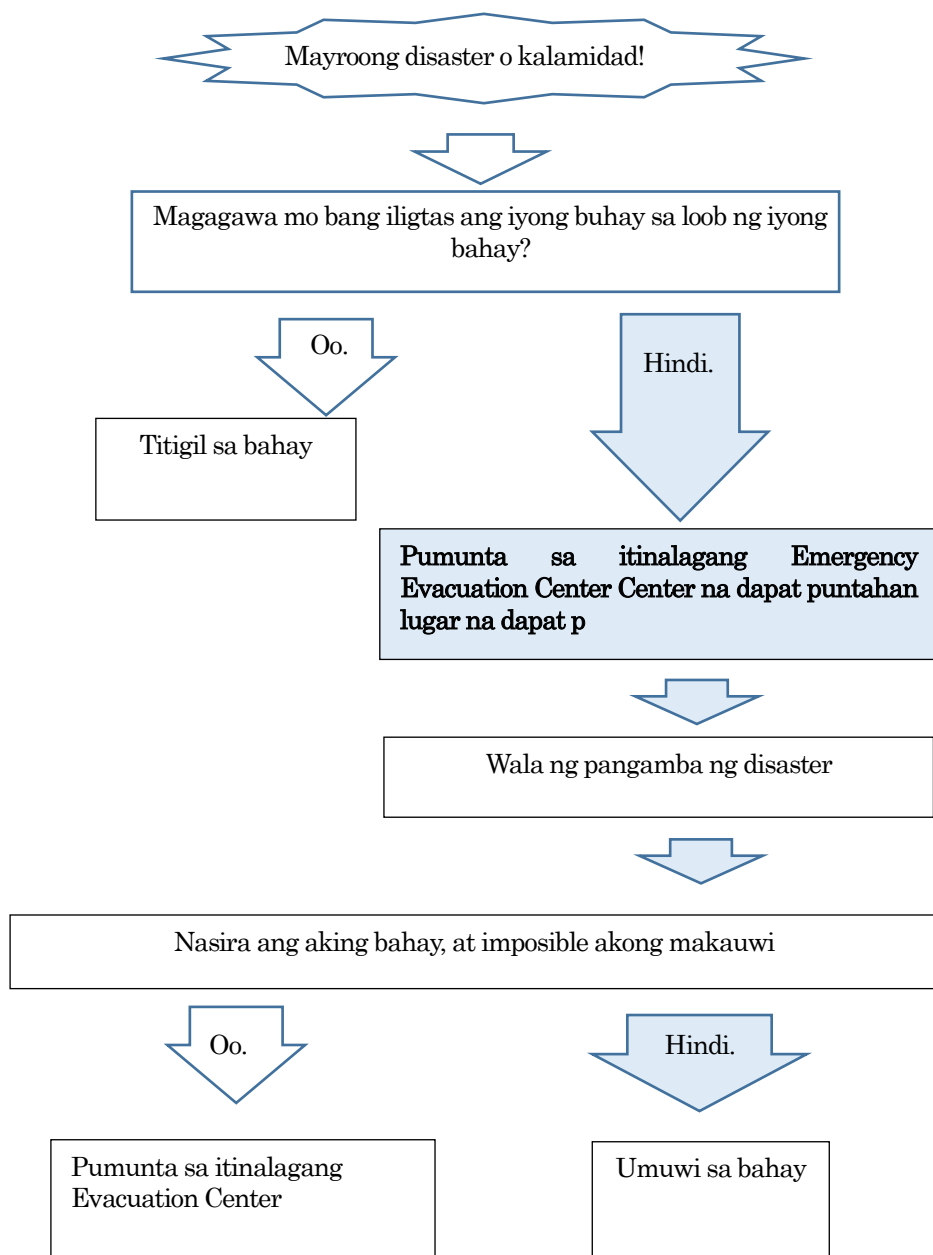 Mayroong disaster o kalamidad!
Magagawa mo bang iligtas ang iyong buhay sa loob ng iyong
bahay?
Oo.
Hindi.
Titigil sa bahay
Pumunta sa itinalagang Emergency
Evacuation Center Center na dapat puntahan
lugar na dapat p
Wala ng pangamba ng disaster
Nasira ang aking bahay, at imposible akong makauwi
Oo.
Hindi.
Pumunta sa itinalagang
Evacuation Center
Umuwi sa bahay